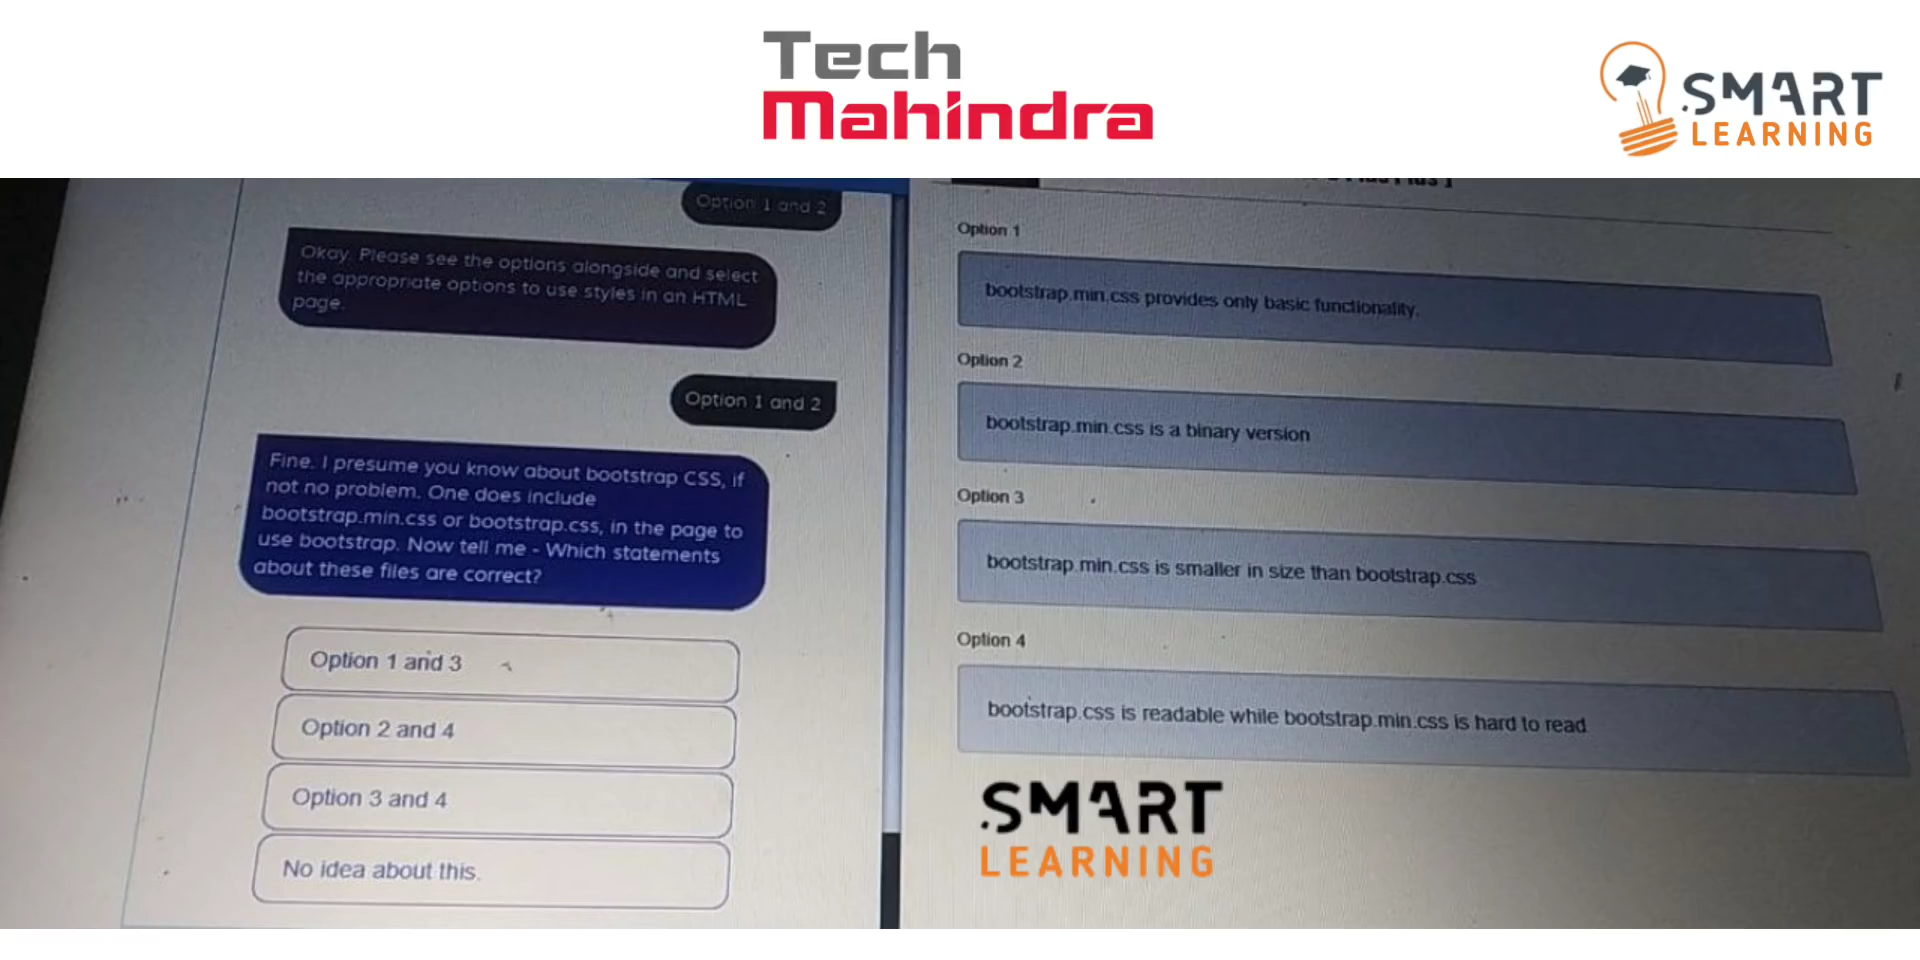 Tech
Mahindra
SMART
LEARNING
Option 1 and 2
Okay. Please see the options alongside and select
the appropriate options to use styles in an HTML
page.
Option 1 and 2
Fine. I presume you know about bootstrap CSS, if
not no problem. One does include
bootstrap.min.css or bootstrap.css, in the page to
use bootstrap. Now tell me - Which statements
about these files are correct?
Option 1 and 3
Option 2 and 4
Option 3 and 4
No idea about this.
Option 1
bootstrap.min.css provides only basic functionality.
Option 2
bootstrap.min.css is a binary version
Option 3
bootstrap.min.css is smaller in size than bootstrap.css
Option 4
bootstrap.css is readable while bootstrap.min.css is hard to read
SMART
LEARNING